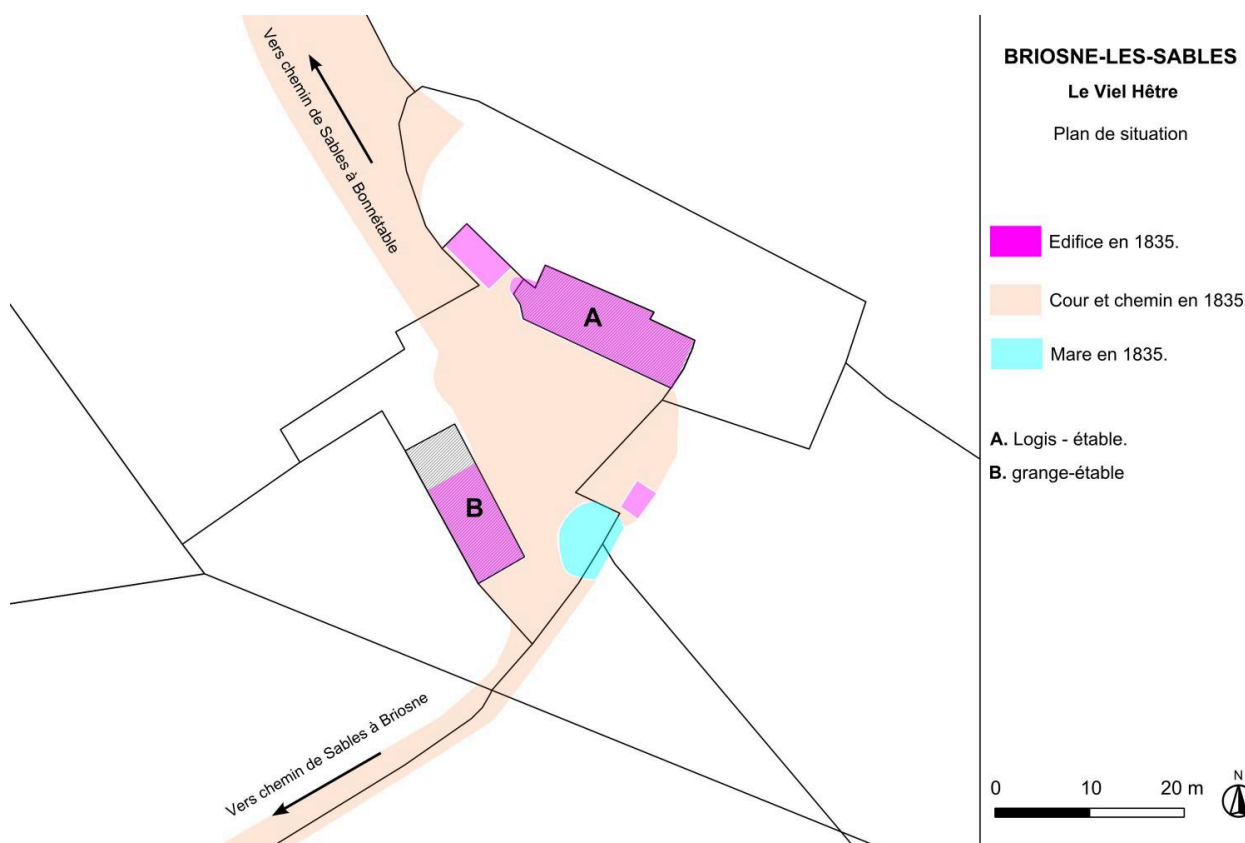 BRIOSNE-LES-SABLES
Le Viel Hêtre
Plan de situation
Edifice en 1835.
Cour et chemin en 1835
Mare en 1835.
A. Logis - étable.
B. grange-étable
0 10 20 m
N
Vers chemin de Sables à Bonnétable
A
B
Vers chemin de Sables à Briosne